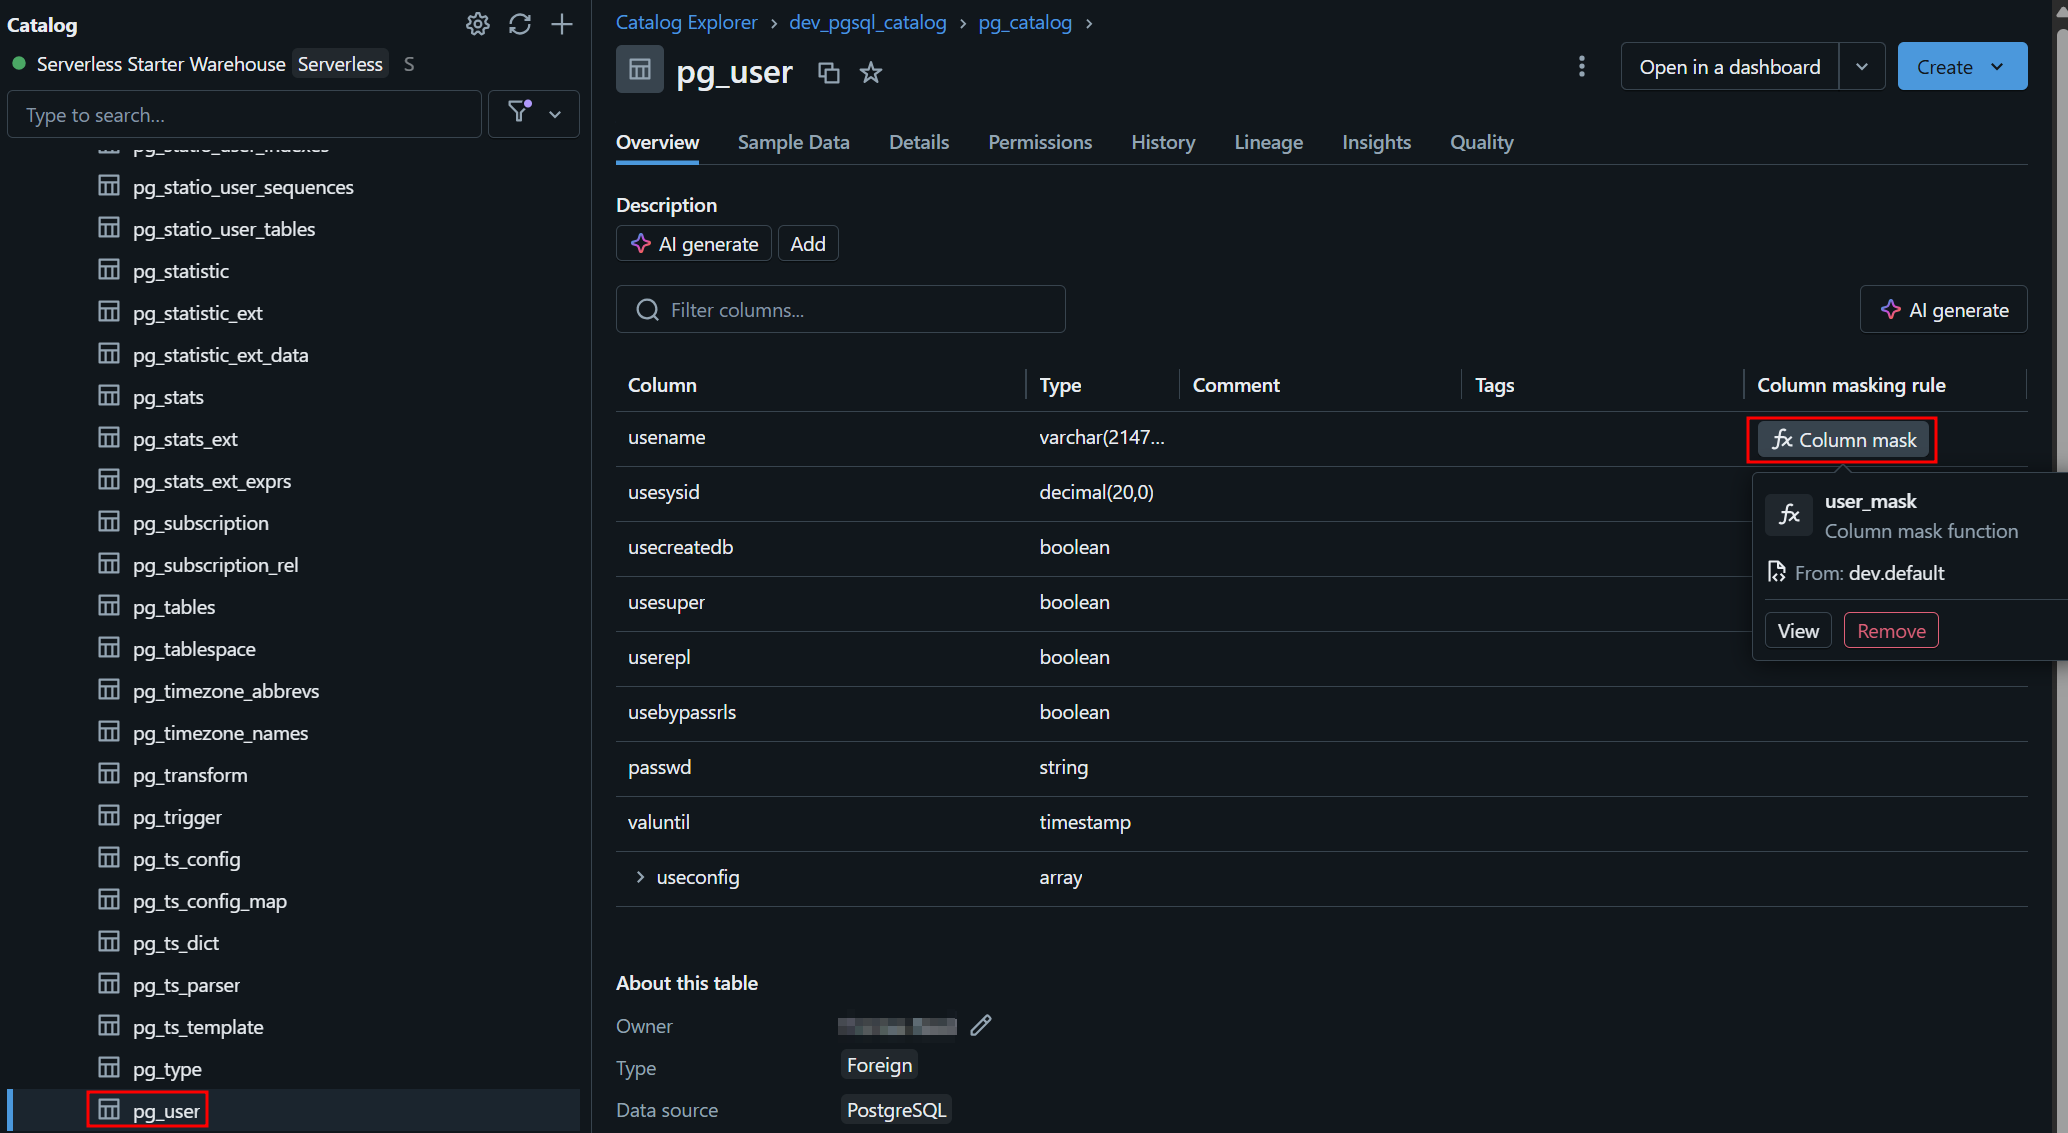 Catalog
Serverless Starter Warehouse Serverless S
Type to search...
pg_statio_user_indexes
pg_statio_user_sequences
pg_statio_user_tables
pg_statistic
pg_statistic_ext
pg_statistic_ext_data
pg_stats
pg_stats_ext
pg_stats_ext_exprs
pg_subscription
pg_subscription_rel
pg_tables
pg_tablespace
pg_timezone_abbrevs
pg_timezone_names
pg_transform
pg_trigger
pg_ts_config
pg_ts_config_map
pg_ts_dict
pg_ts_parser
pg_ts_template
pg_type
pg_user
Catalog Explorer > dev_pgsql_catalog > pg_catalog >
pg_user
Open in a dashboard
Create
Overview Sample Data Details Permissions History Lineage Insights Quality
Description
AI generate Add
Filter columns...
AI generate
Column Type Comment Tags Column masking rule
usename varchar(2147... fx Column mask
usesysid decimal(20,0)
usecreatedb boolean
usesuper boolean
userepl boolean
usebypassrls boolean
passwd string
valuntil timestamp
useconfig array
fx user_mask
Column mask function
From: dev.default
View Remove
About this table
Owner
Type Foreign
Data source PostgreSQL